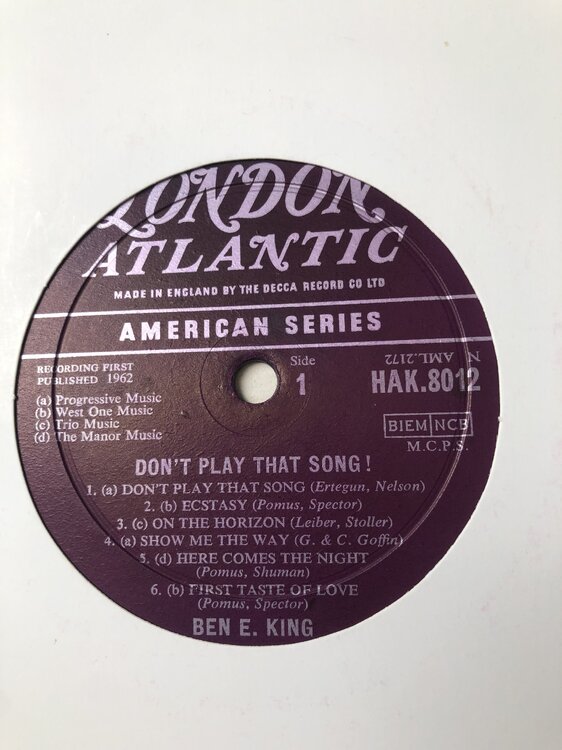 LONDON
ATLANTIC
MADE IN ENGLAND BY THE DECCA RECORD CO LTD
AMERICAN SERIES
RECORDING FIRST
PUBLISHED 1962
(a) Progressive Music
(b) West One Music
(c) Trio Music
(d) The Manor Music
Side
1
N AML.2172
HAK.8012
BIEM NCB
M.C.P.S.
DON'T PLAY THAT SONG!
1. (a) DON'T PLAY THAT SONG (Ertegun, Nelson)
2. (b) ECSTASY (Pomus, Spector)
3. (c) ON THE HORIZON (Leiber, Stoller)
4. (a) SHOW ME THE WAY (G. & C. Goffin)
5. (d) HERE COMES THE NIGHT
(Pomus, Shuman)
6. (b) FIRST TASTE OF LOVE
(Pomus, Spector)
BEN E. KING